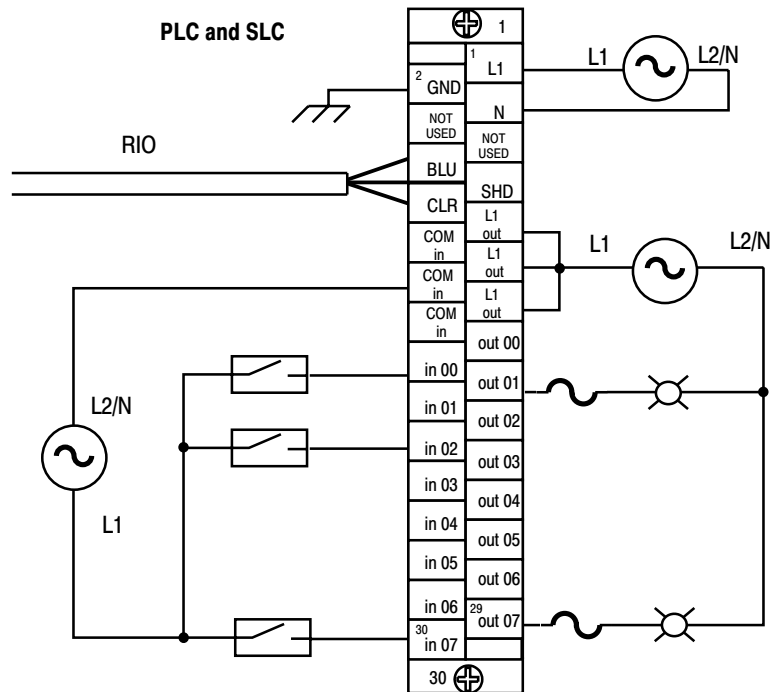 PLC and SLC
1
1
L1
L1
L2/N
2
GND
N
NOT
USED
NOT
USED
RIO
BLU
SHD
CLR
L1
out
COM
in
L1
out
L1
L2/N
COM
in
L1
out
COM
in
out 00
in 00
out 01
in 01
out 02
L2/N
in 02
out 03
in 03
out 04
L1
in 04
out 05
in 05
out 06
in 06
29
out 07
30
in 07
30